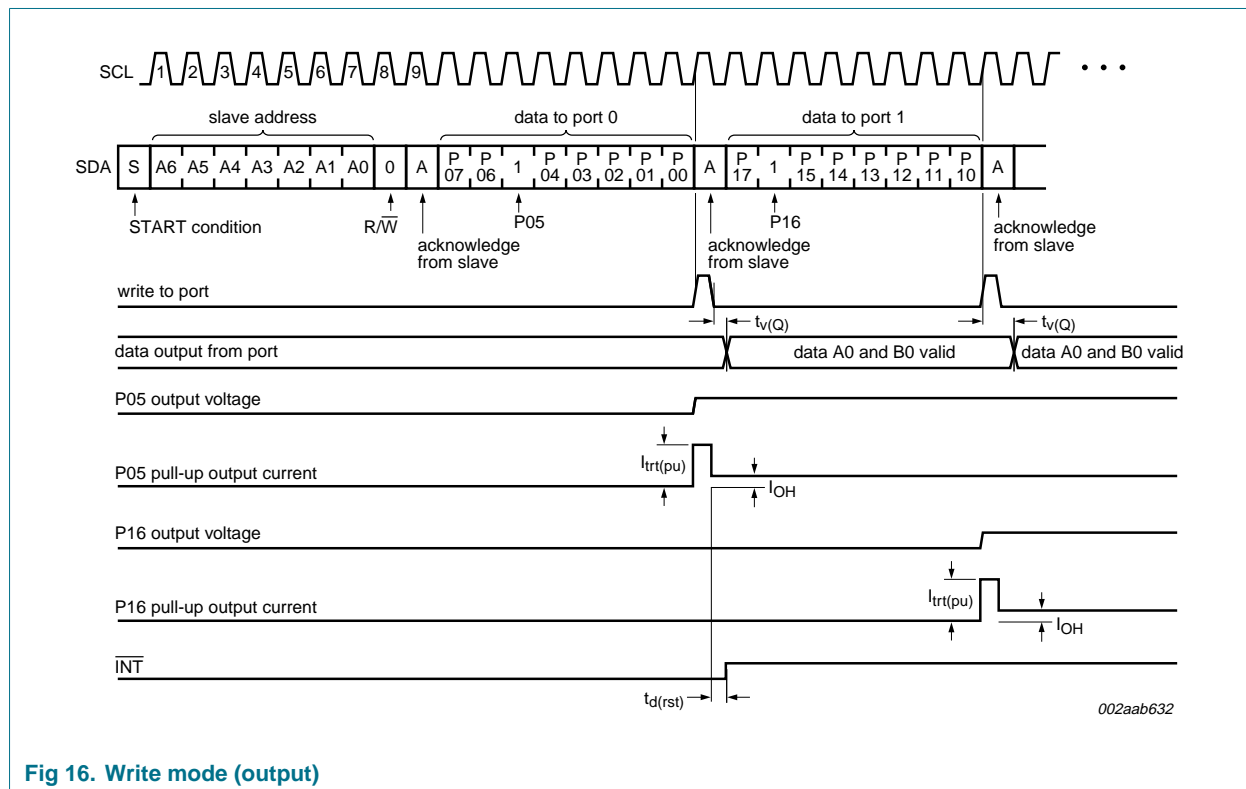 SCL 1 2 3 4 5 6 7 8 9
slave address data to port 0 data to port 1
SDA S A6 A5 A4 A3 A2 A1 A0 0 A P07 P06 1 P04 P03 P02 P01 P00 A P17 1 P15 P14 P13 P12 P11 P10 A
START condition R/W̅ acknowledge from slave P05 acknowledge from slave P16 acknowledge from slave
write to port
tv(Q) tv(Q)
data output from port data A0 and B0 valid data A0 and B0 valid
P05 output voltage
Itrt(pu)
P05 pull-up output current
IOH
P16 output voltage
Itrt(pu)
P16 pull-up output current
IOH
I̅N̅T̅
td(rst)
002aab632
Fig 16. Write mode (output)